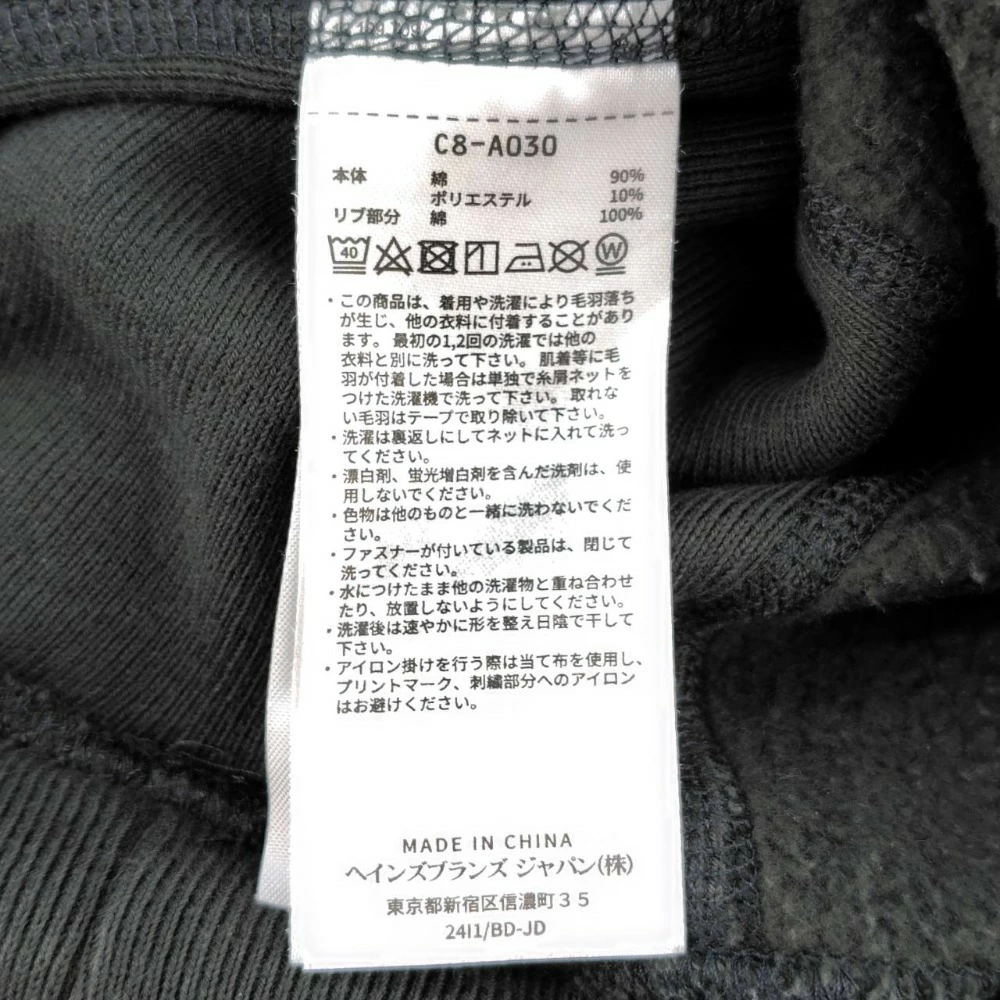 C8-A030
本体 綿 90%
ポリエステル 10%
リブ部分 綿 100%
40 W
・この商品は、着用や洗濯により毛羽落ち
が生じ、他の衣料に付着することがあり
ます。 最初の1,2回の洗濯では他の
衣料と別に洗って下さい。 肌着等に毛
羽が付着した場合は単独で糸屑ネットを
つけた洗濯機で洗って下さい。 取れな
い毛羽はテープで取り除いて下さい。
・洗濯は裏返しにしてネットに入れて洗っ
てください。
・漂白剤、蛍光増白剤を含んだ洗剤は、使
用しないでください。
・色物は他のものと一緒に洗わないでくだ
さい。
・ファスナーが付いている製品は、閉じて
洗ってください。
・水につけたまま他の洗濯物と重ね合わせ
たり、放置しないようにしてください。
・洗濯後は速やかに形を整え日陰で干して
下さい。
・アイロン掛けを行う際は当て布を使用し、
プリントマーク、刺繍部分へのアイロン
はお避けください。
MADE IN CHINA
ヘインズブランズ ジャパン(株)
東京都新宿区信濃町35
24I1/BD-JD